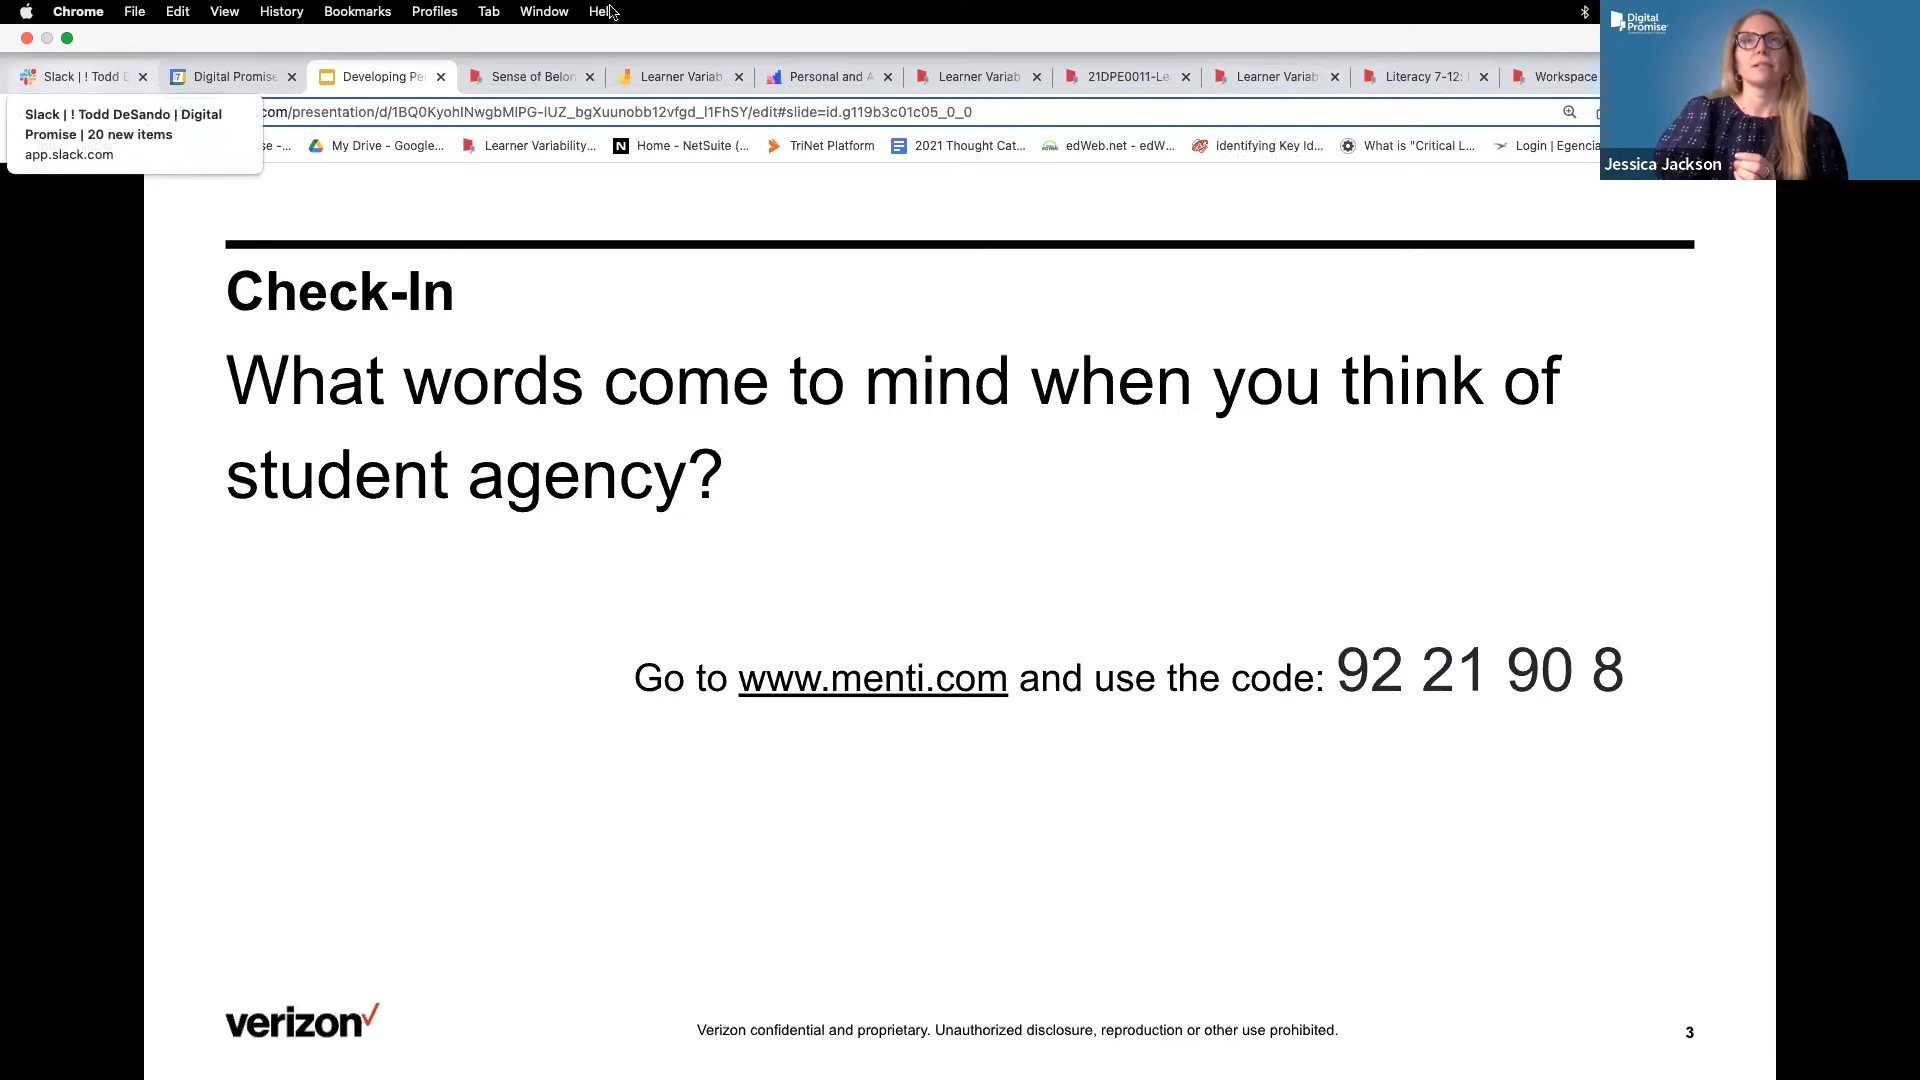 Chrome File Edit View History Bookmarks Profiles Tab Window Help
Digital Promise
Slack | ! Todd D
Digital Promise
Developing Pe
Sense of Belon
Learner Variab
Personal and A
Learner Variab
21DPE0011-Le
Learner Variab
Literacy 7-12:
Workspace
Slack | ! Todd DeSando | Digital
Promise | 20 new items
app.slack.com
com/presentation/d/1BQ0KyohlNwgbMlPG-lUZ_bgXuunobb12vfgd_l1FhSY/edit#slide=id.g119b3c01c05_0_0
se -...
My Drive - Google...
Learner Variability...
Home - NetSuite (...
TriNet Platform
2021 Thought Cat...
edWeb.net - edW...
Identifying Key Id...
What is "Critical L...
Login | Egencia
Jessica Jackson
Check-In
What words come to mind when you think of
student agency?
Go to www.menti.com and use the code: 92 21 90 8
verizon
Verizon confidential and proprietary. Unauthorized disclosure, reproduction or other use prohibited.
3